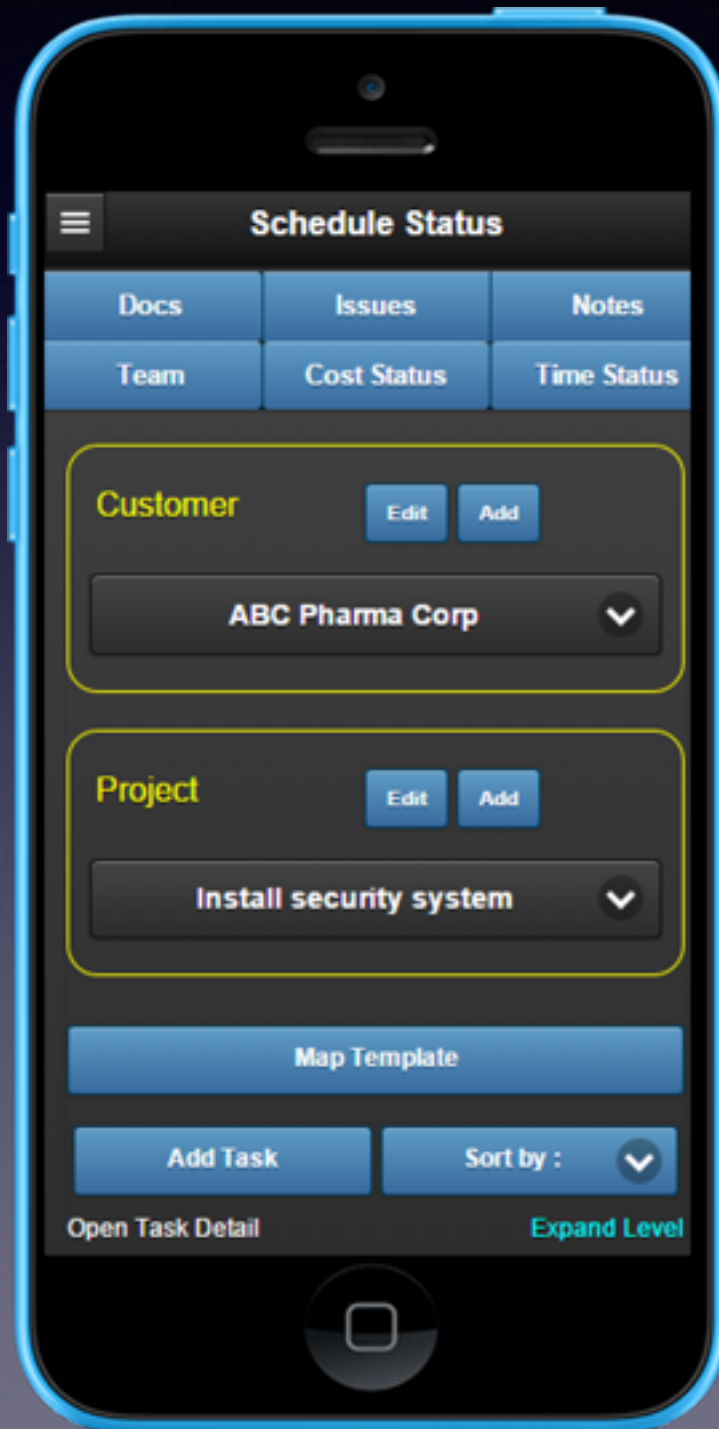 Schedule Status
Docs Issues Notes
Team Cost Status Time Status
Customer Edit Add
ABC Pharma Corp
Project Edit Add
Install security system
Map Template
Add Task Sort by :
Open Task Detail Expand Level